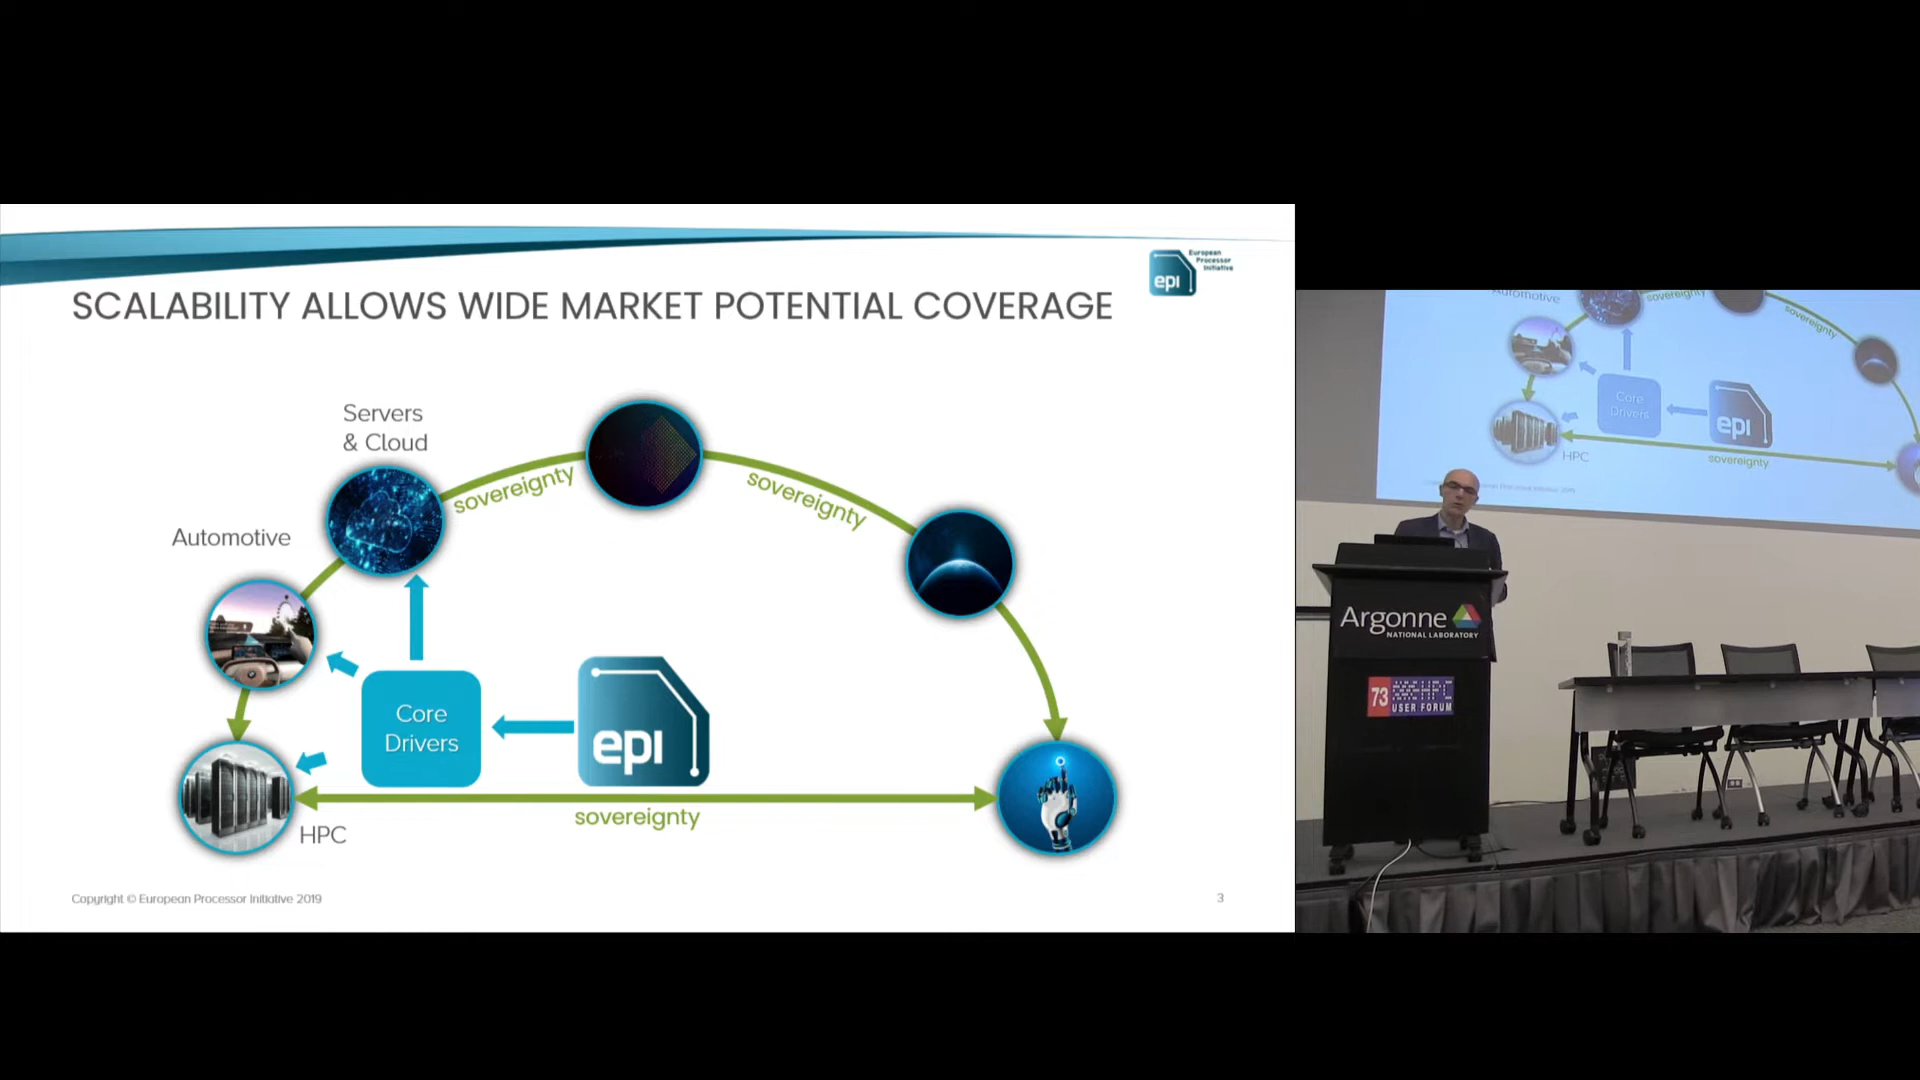 European
Processor
Initiative
epi
SCALABILITY ALLOWS WIDE MARKET POTENTIAL COVERAGE
Servers
& Cloud
sovereignty
sovereignty
Automotive
Core
Drivers
epi
sovereignty
HPC
Copyright © European Processor Initiative 2019
3
Automotive
sovereignty
sovereignty
Core
Drivers
epi
HPC
sovereignty
Argonne
NATIONAL LABORATORY
73
HPC
USER FORUM